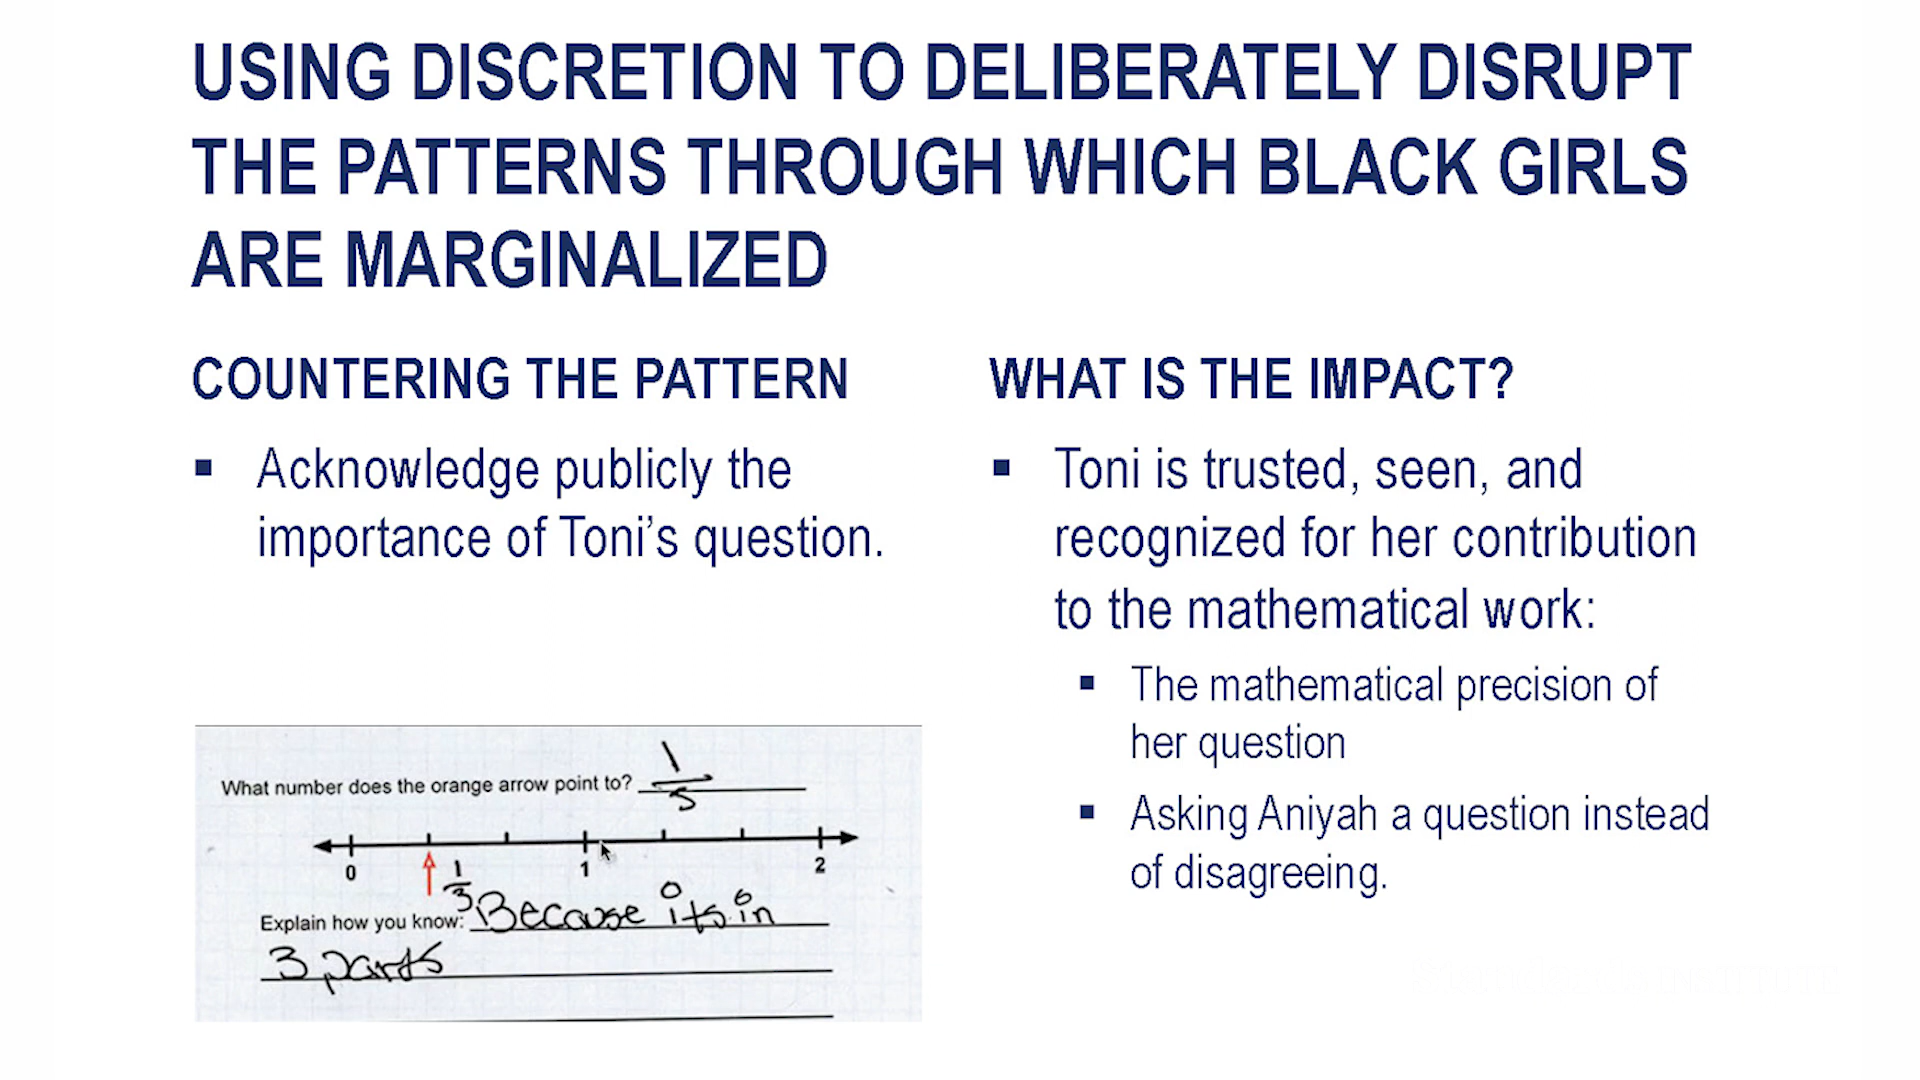 USING DISCRETION TO DELIBERATELY DISRUPT
THE PATTERNS THROUGH WHICH BLACK GIRLS
ARE MARGINALIZED
COUNTERING THE PATTERN
▪ Acknowledge publicly the
importance of Toni’s question.
What number does the orange arrow point to? 1/5
0 1 2
1/3
Explain how you know: Because its in
3 parts
WHAT IS THE IMPACT?
▪ Toni is trusted, seen, and
recognized for her contribution
to the mathematical work:
▪ The mathematical precision of
her question
▪ Asking Aniyah a question instead
of disagreeing.